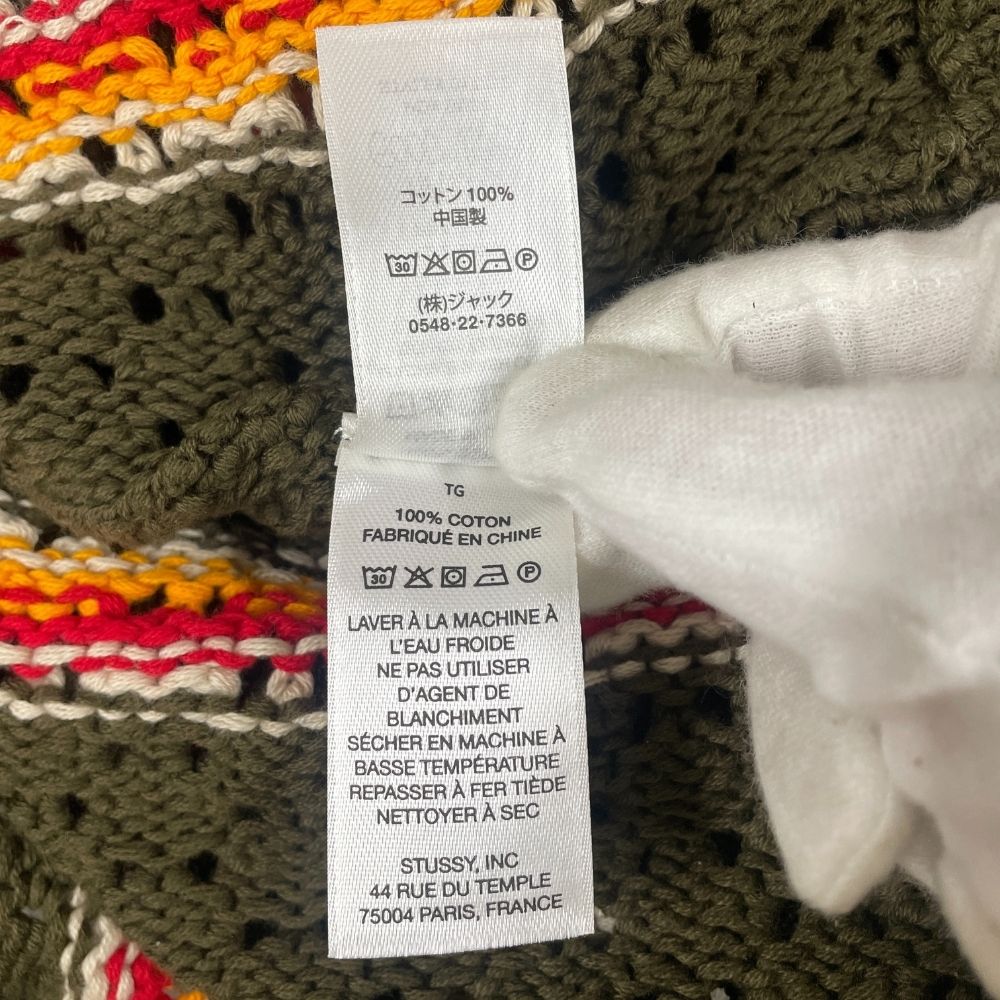 コットン 100%
中国製
30 P
(株)ジャック
0548·22·7366
TG
100% COTON
FABRIQUÉ EN CHINE
30 P
LAVER À LA MACHINE À
L'EAU FROIDE
NE PAS UTILISER
D'AGENT DE
BLANCHIMENT
SÉCHER EN MACHINE À
BASSE TEMPÉRATURE
REPASSER À FER TIÈDE
NETTOYER À SEC
STUSSY, INC
44 RUE DU TEMPLE
75004 PARIS, FRANCE